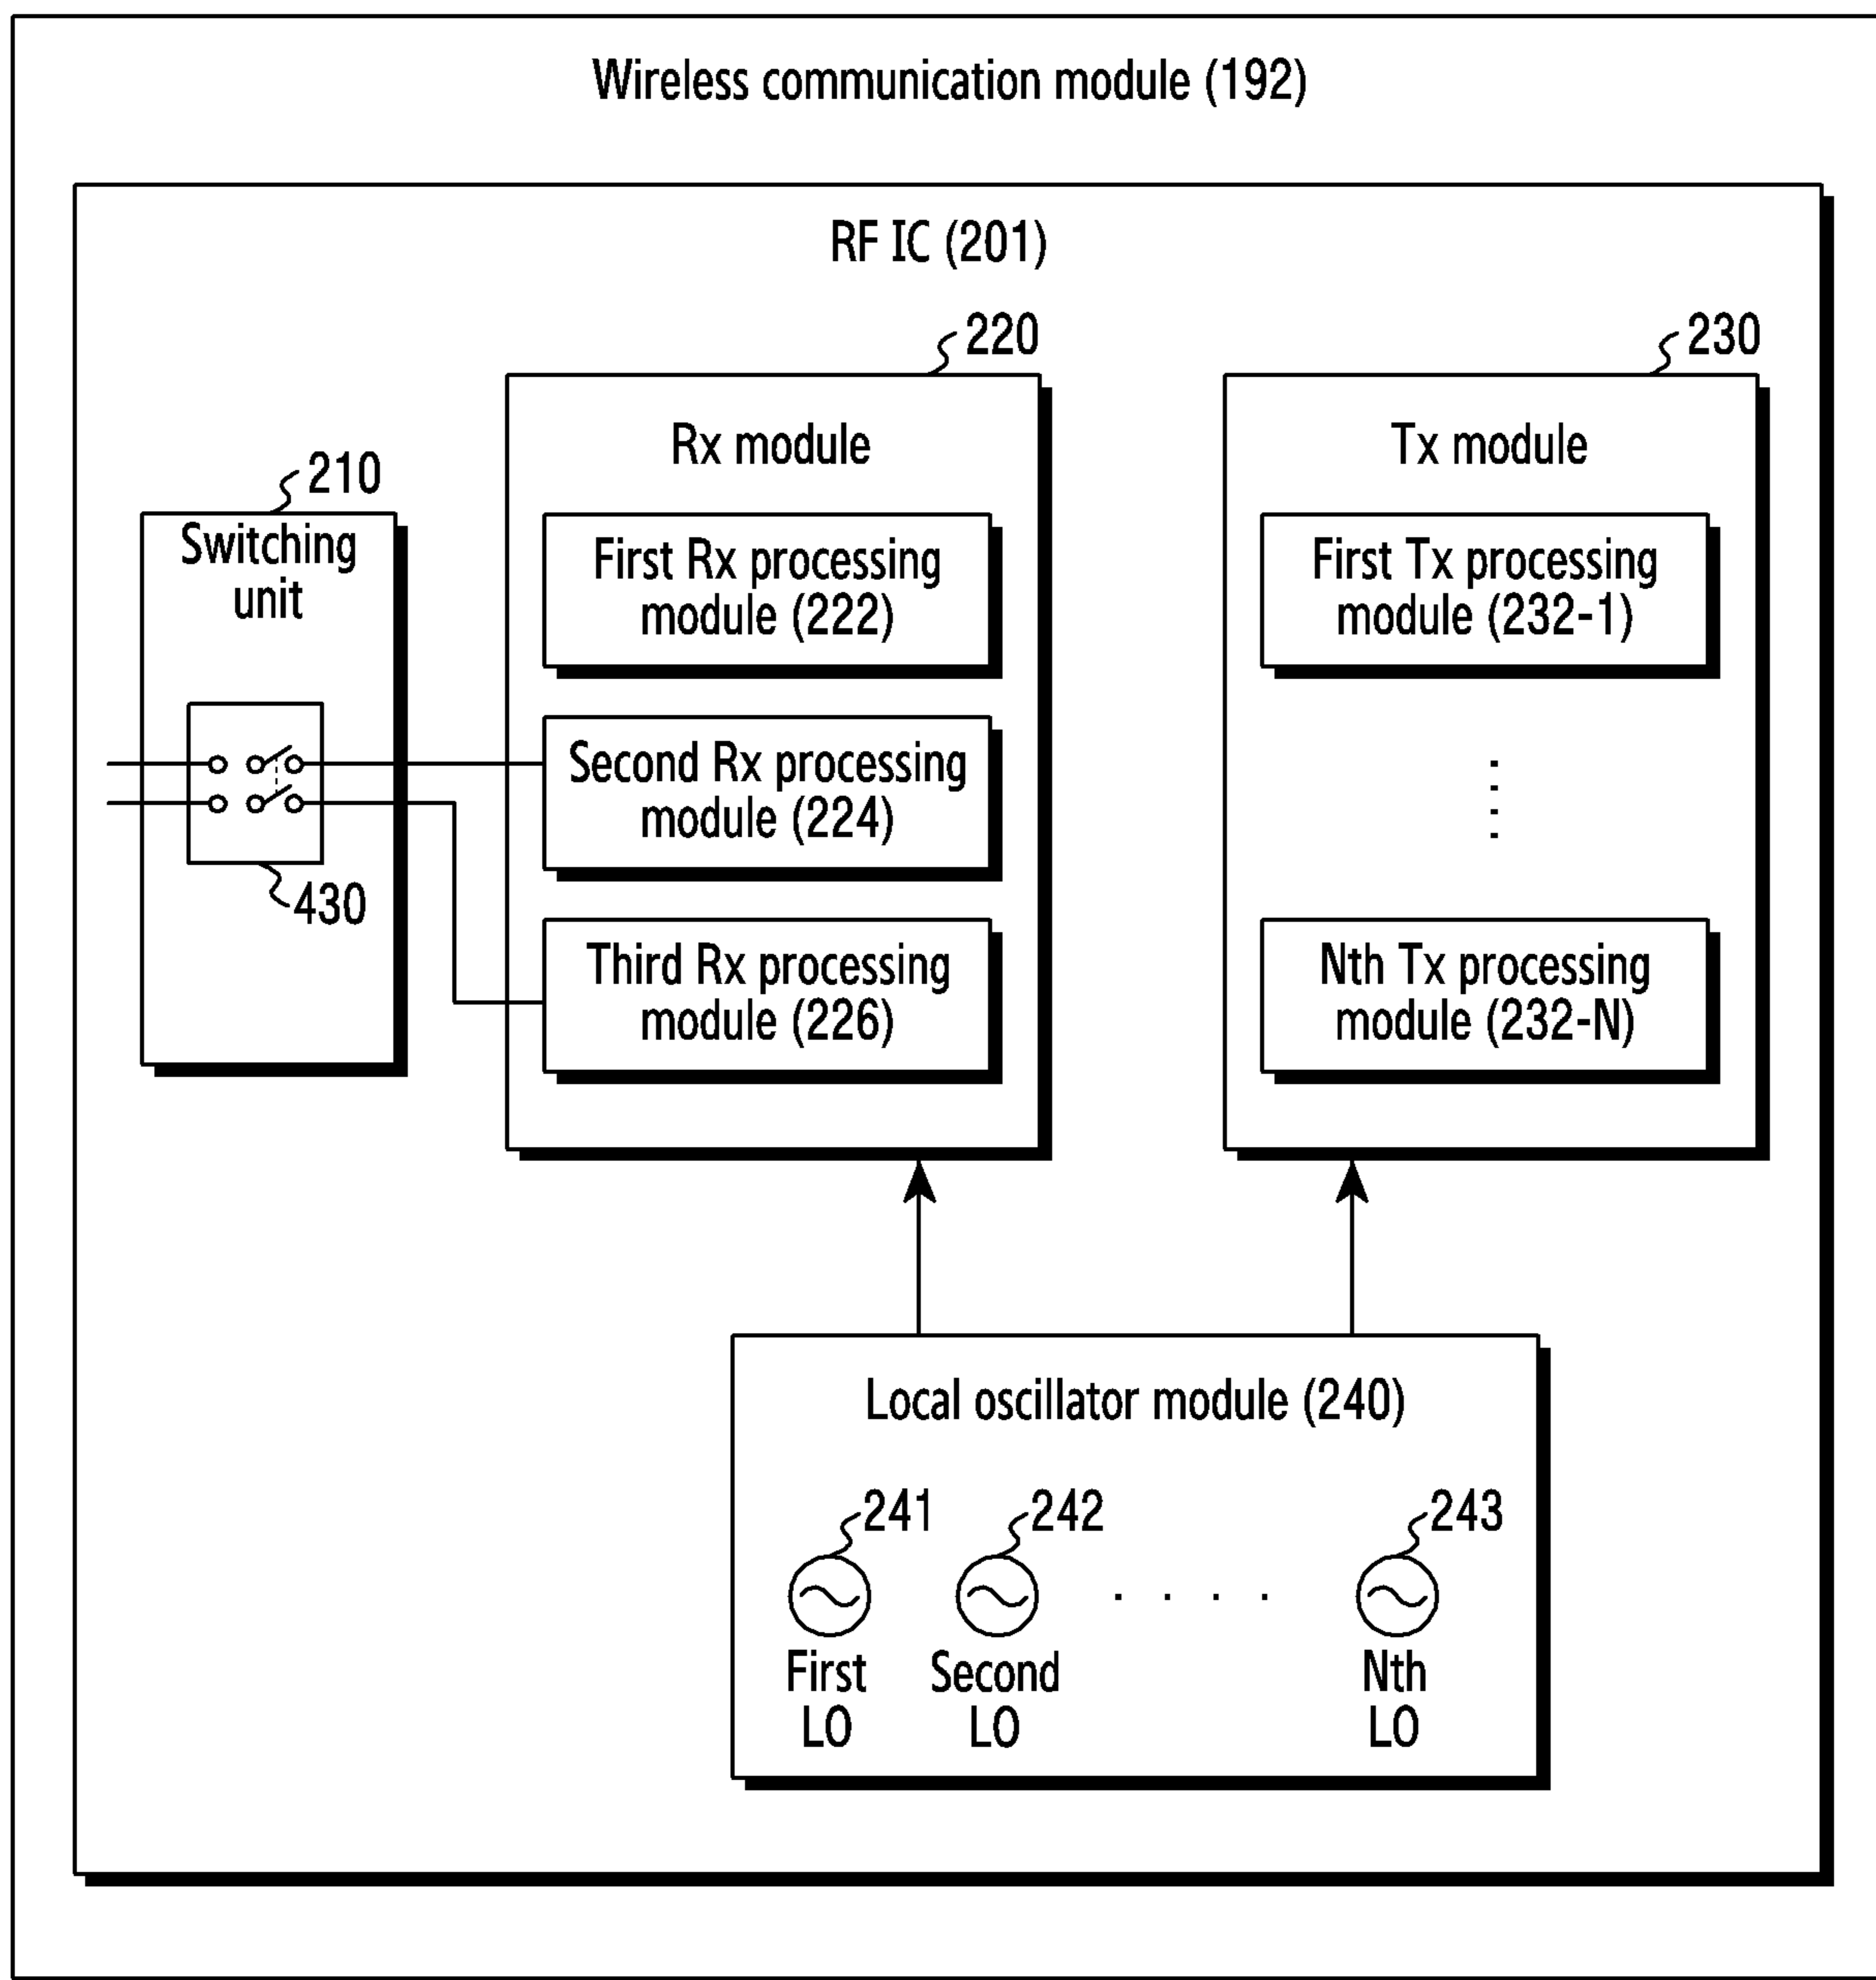 Wireless communication module (192)
RF IC (201)
220
230
210
Switching
unit
430
Rx module
First Rx processing
module (222)
Second Rx processing
module (224)
Third Rx processing
module (226)
Tx module
First Tx processing
module (232-1)
Nth Tx processing
module (232-N)
Local oscillator module (240)
241
242
243
First
LO
Second
LO
Nth
LO